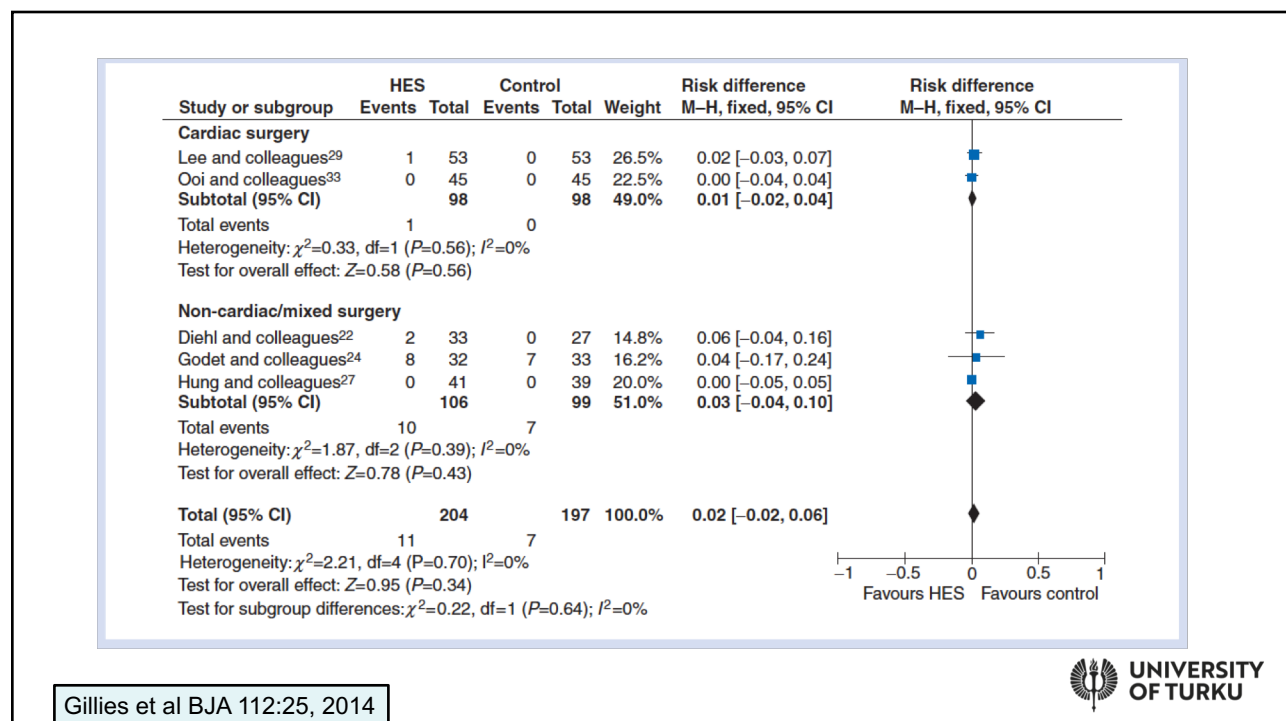 HES Control Risk difference Risk difference
Study or subgroup Events Total Events Total Weight M–H, fixed, 95% CI M–H, fixed, 95% CI
Cardiac surgery
Lee and colleagues²⁹ 1 53 0 53 26.5% 0.02 [−0.03, 0.07]
Ooi and colleagues³³ 0 45 0 45 22.5% 0.00 [−0.04, 0.04]
Subtotal (95% CI) 98 98 49.0% 0.01 [−0.02, 0.04]
Total events 1 0
Heterogeneity: χ²=0.33, df=1 (P=0.56); I²=0%
Test for overall effect: Z=0.58 (P=0.56)
Non-cardiac/mixed surgery
Diehl and colleagues²² 2 33 0 27 14.8% 0.06 [−0.04, 0.16]
Godet and colleagues²⁴ 8 32 7 33 16.2% 0.04 [−0.17, 0.24]
Hung and colleagues²⁷ 0 41 0 39 20.0% 0.00 [−0.05, 0.05]
Subtotal (95% CI) 106 99 51.0% 0.03 [−0.04, 0.10]
Total events 10 7
Heterogeneity: χ²=1.87, df=2 (P=0.39); I²=0%
Test for overall effect: Z=0.78 (P=0.43)
Total (95% CI) 204 197 100.0% 0.02 [−0.02, 0.06]
Total events 11 7
Heterogeneity: χ²=2.21, df=4 (P=0.70); I²=0%
Test for overall effect: Z=0.95 (P=0.34)
Test for subgroup differences: χ²=0.22, df=1 (P=0.64); I²=0%
−1 −0.5 0 0.5 1
Favours HES Favours control
Gillies et al BJA 112:25, 2014
UNIVERSITY
OF TURKU